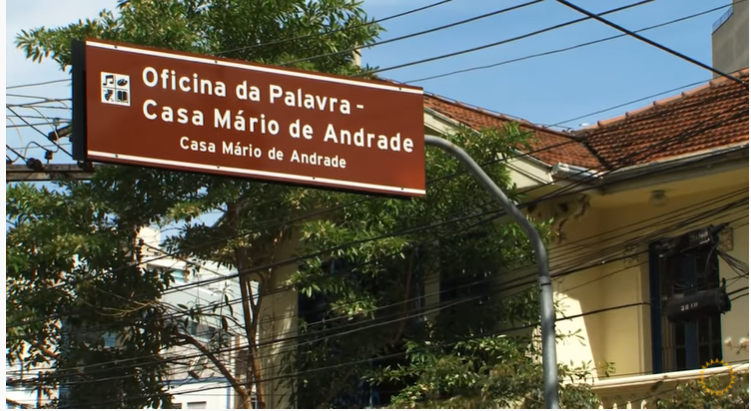 Oficina da Palavra -
Casa Mário de Andrade
Casa Mário de Andrade